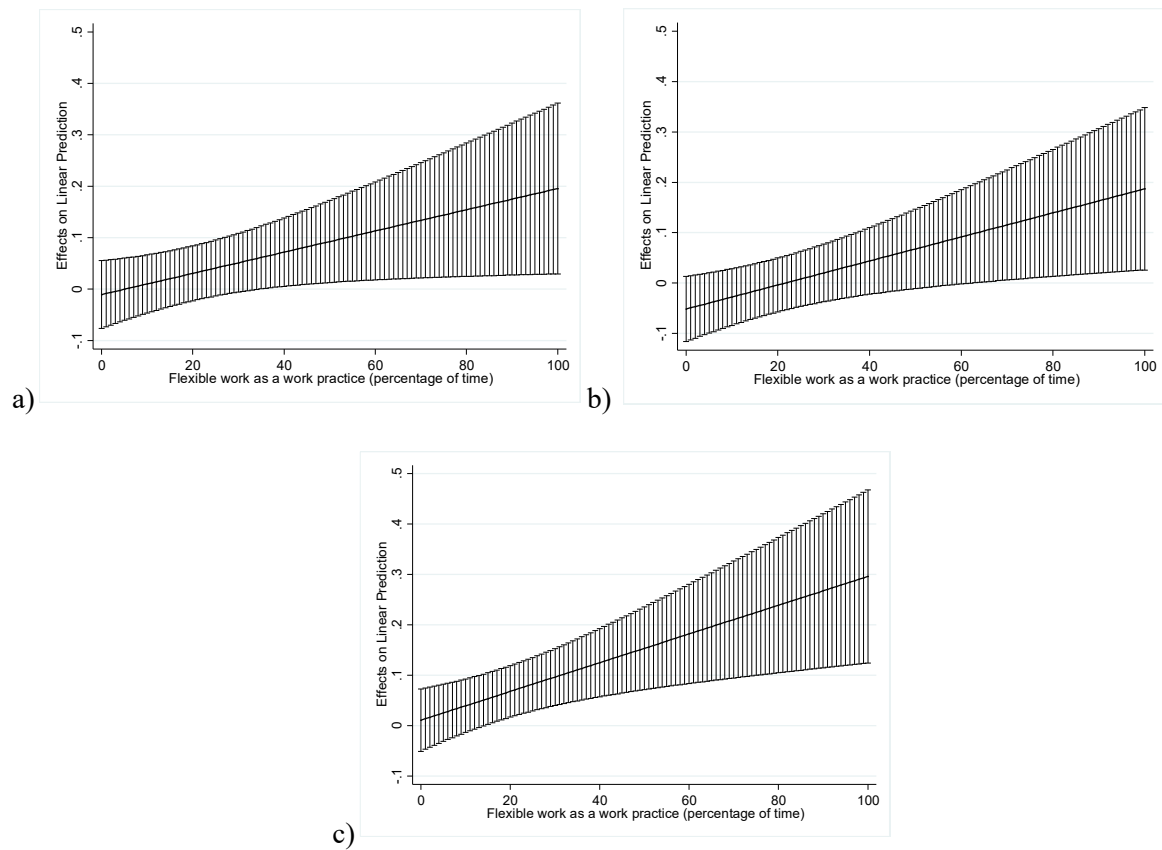 Effects on Linear Prediction
.5
.4
.3
.2
.1
0
-.1
0 20 40 60 80 100
Flexible work as a work practice (percentage of time)
a)
Effects on Linear Prediction
.5
.4
.3
.2
.1
0
-.1
0 20 40 60 80 100
Flexible work as a work practice (percentage of time)
b)
Effects on Linear Prediction
.5
.4
.3
.2
.1
0
-.1
0 20 40 60 80 100
Flexible work as a work practice (percentage of time)
c)